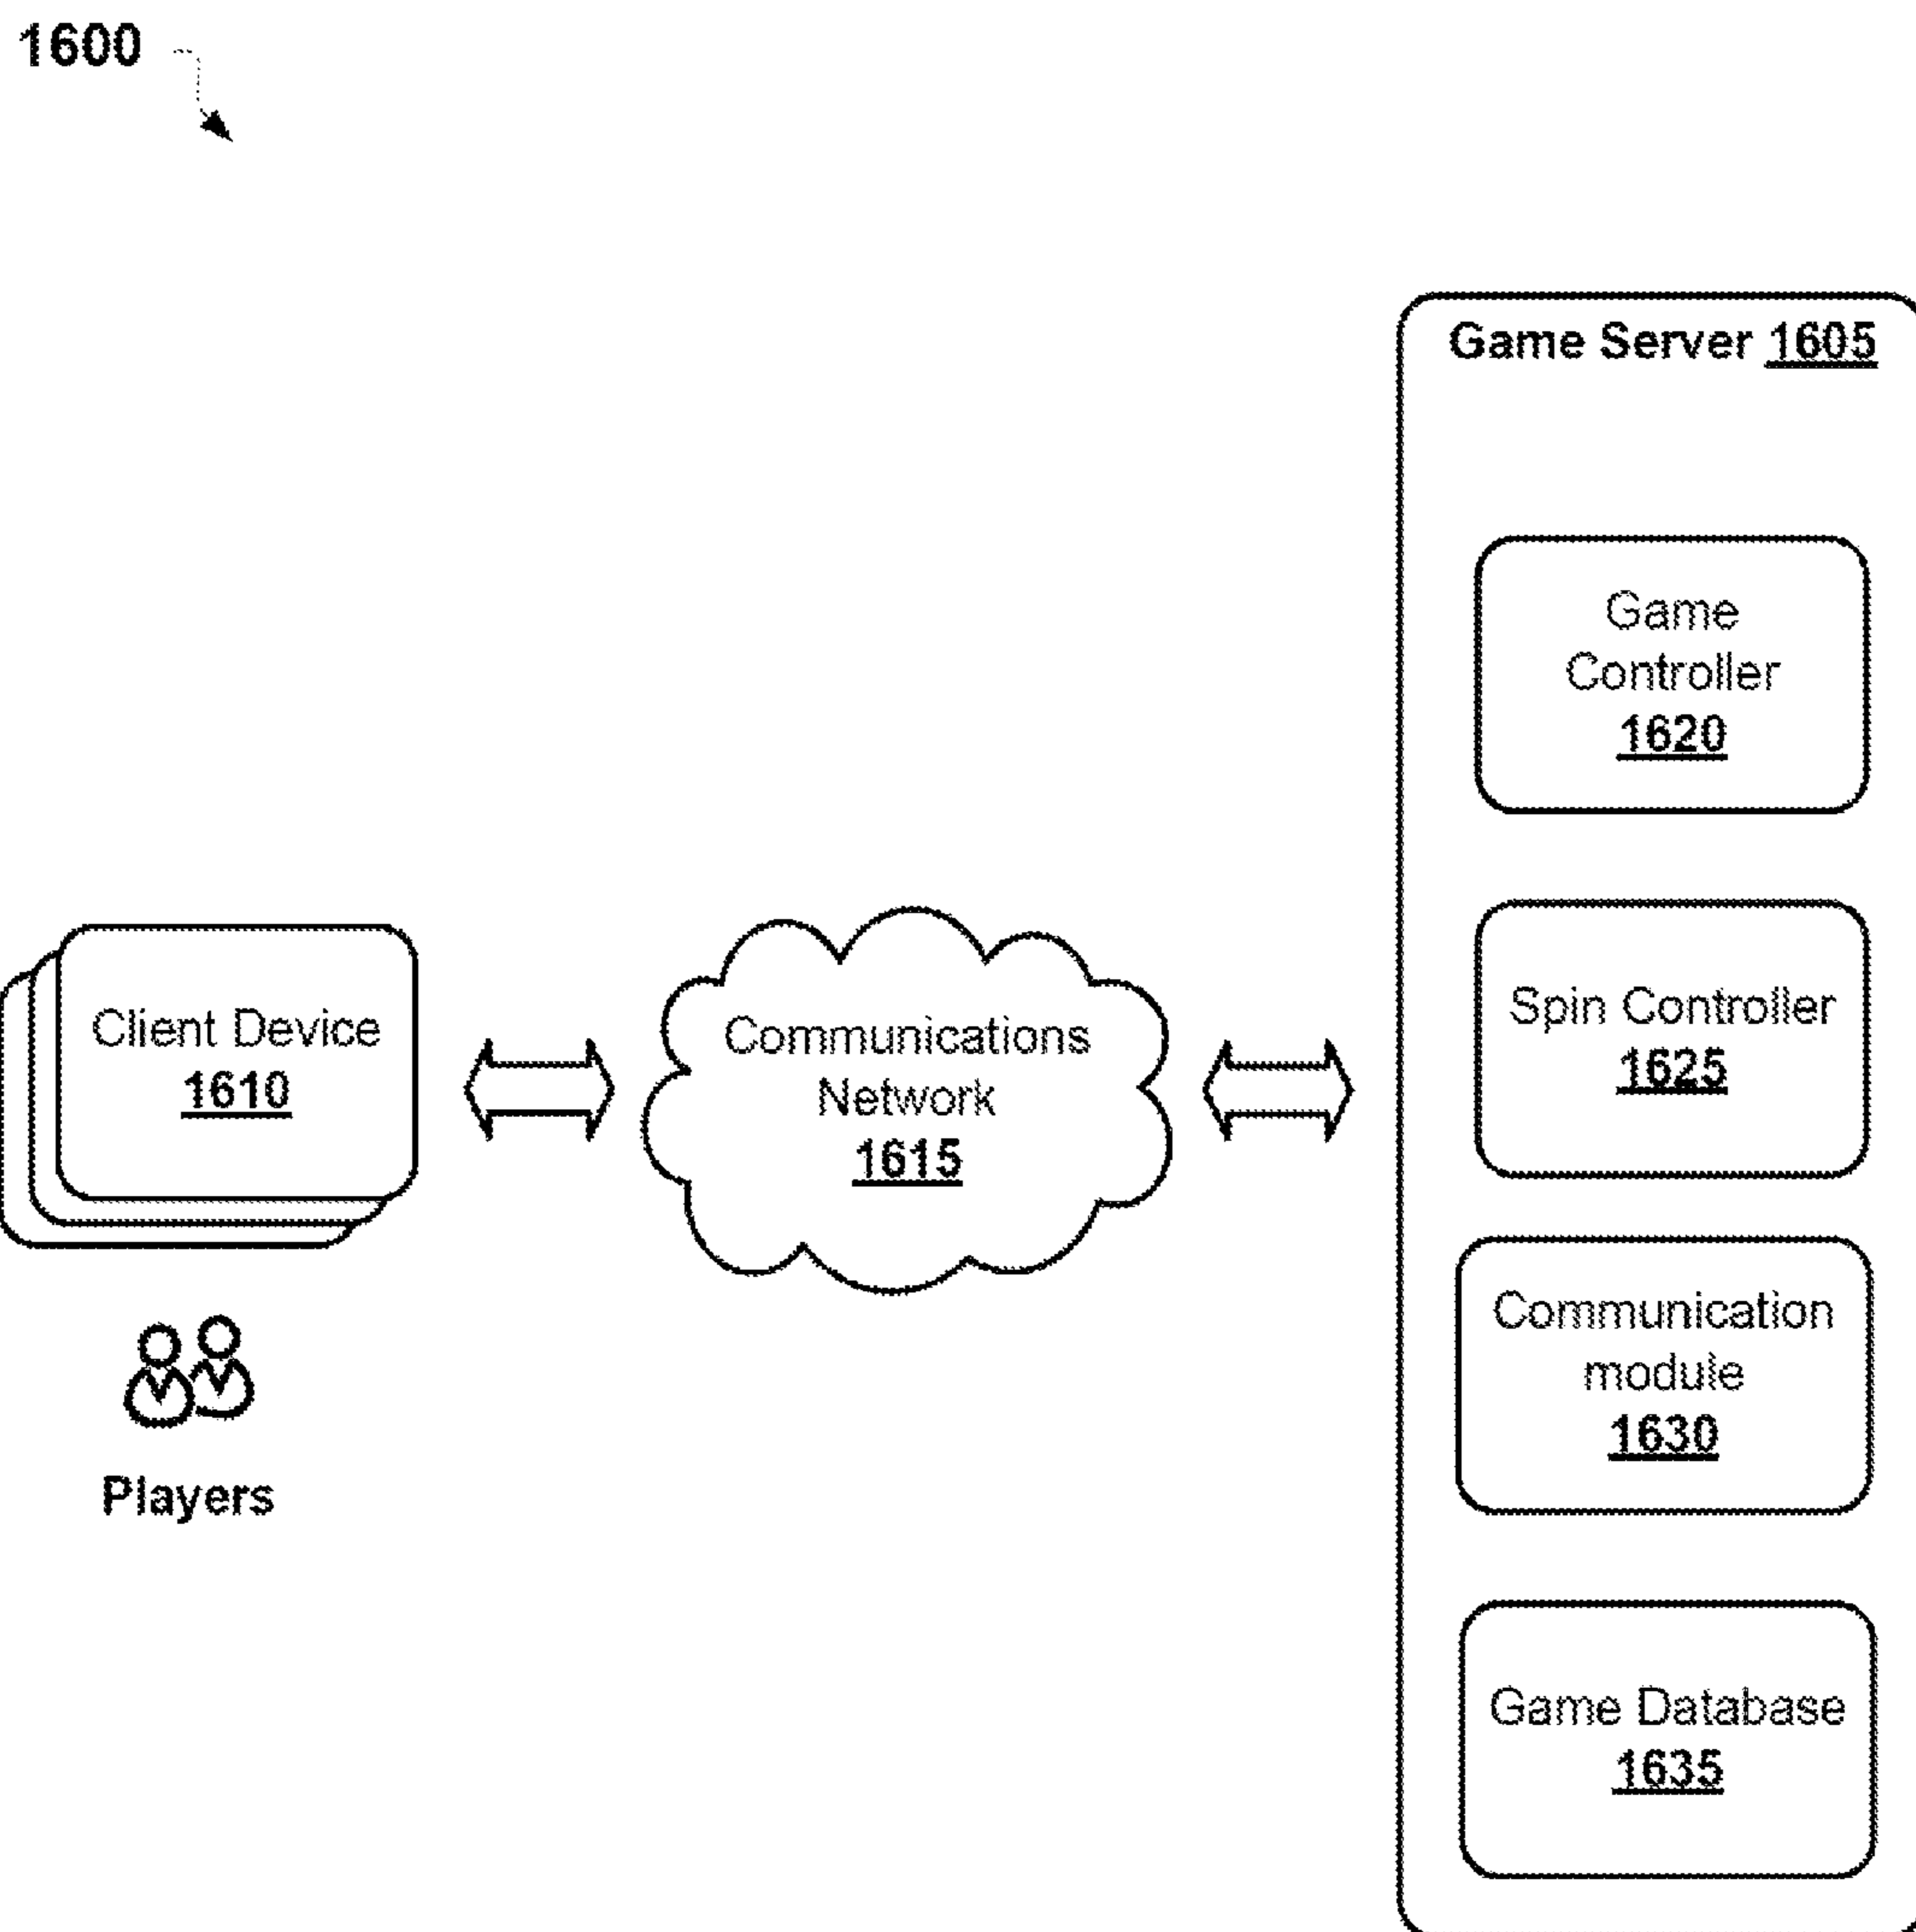 1600
Game Server 1605
Game
Controller
1620
Spin Controller
1625
Communication
module
1630
Game Database
1635
Client Device
1610
Communications
Network
1615
Players